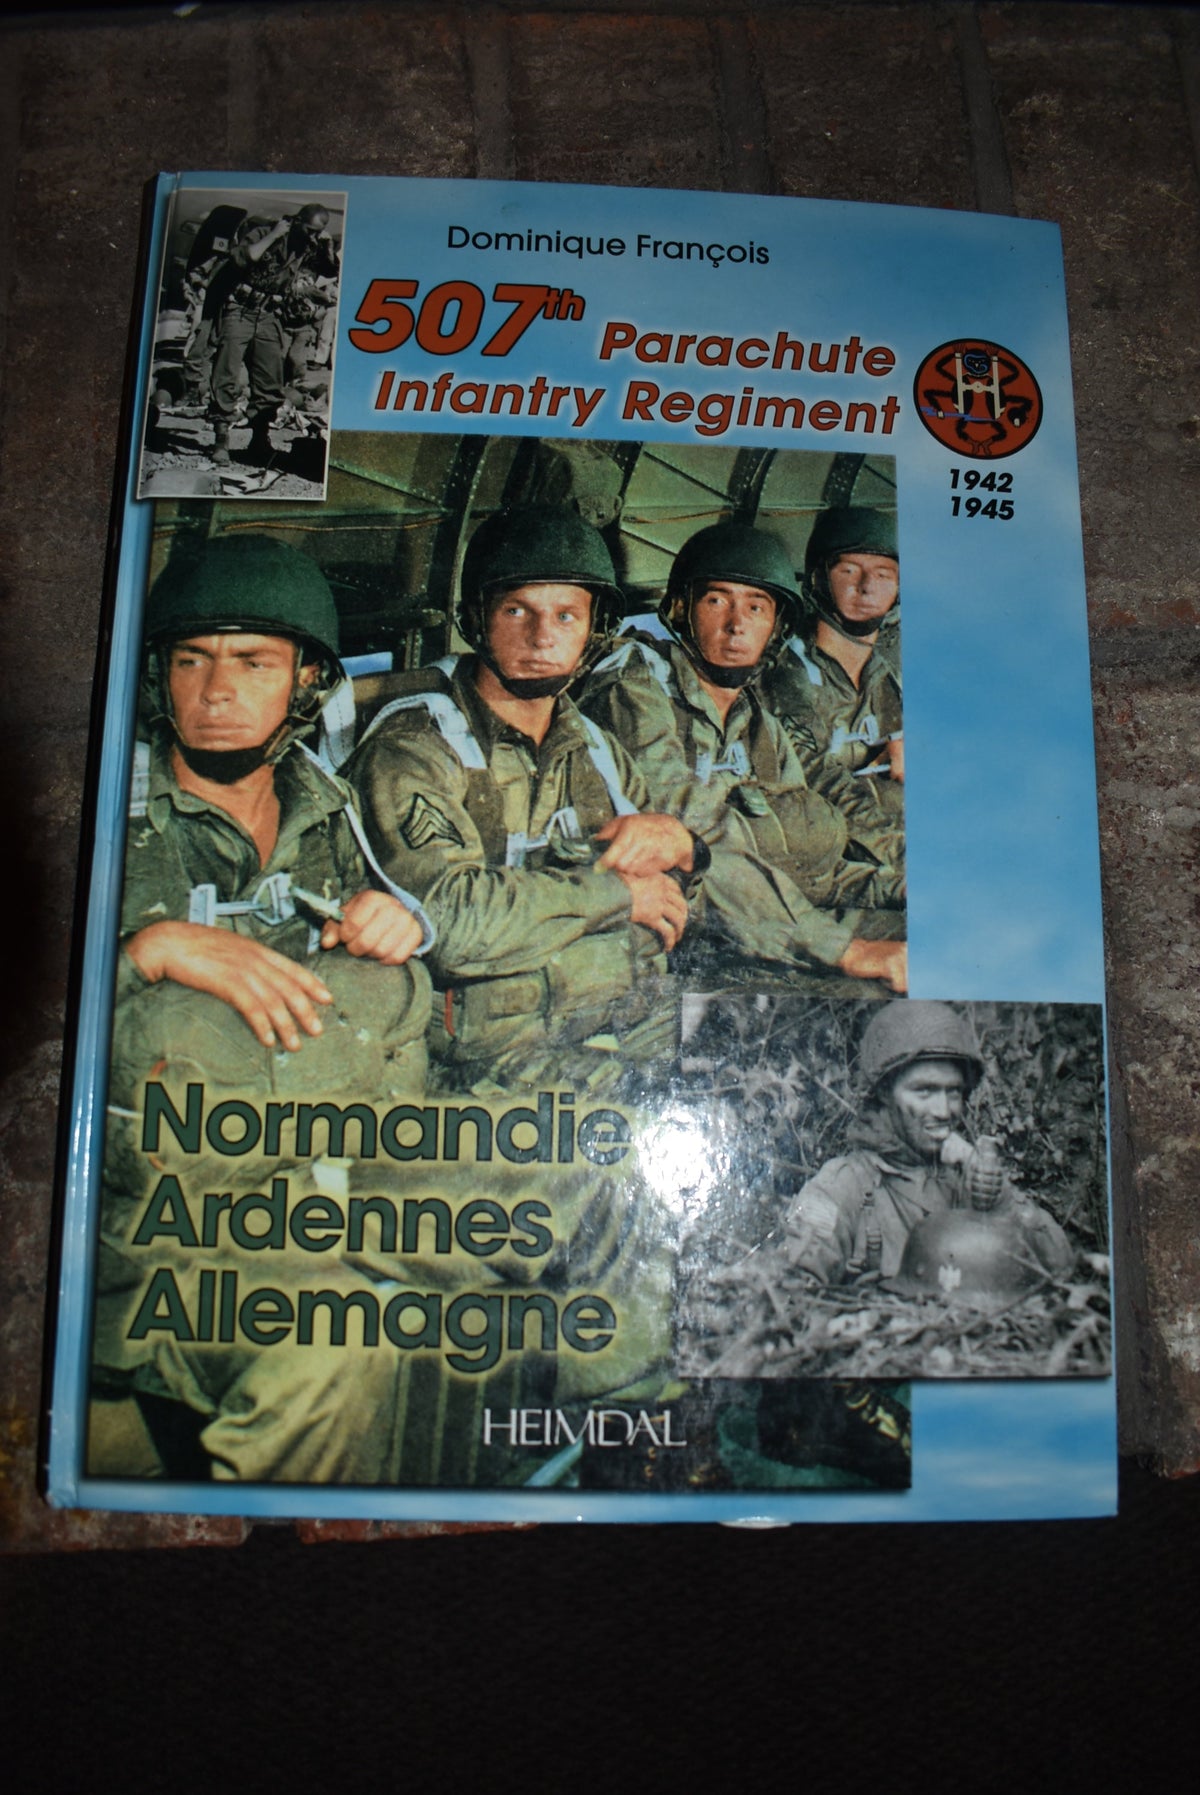 Dominique François
507th Parachute
Infantry Regiment
1942
1945
Normandie
Ardennes
Allemagne
HEIMDAL